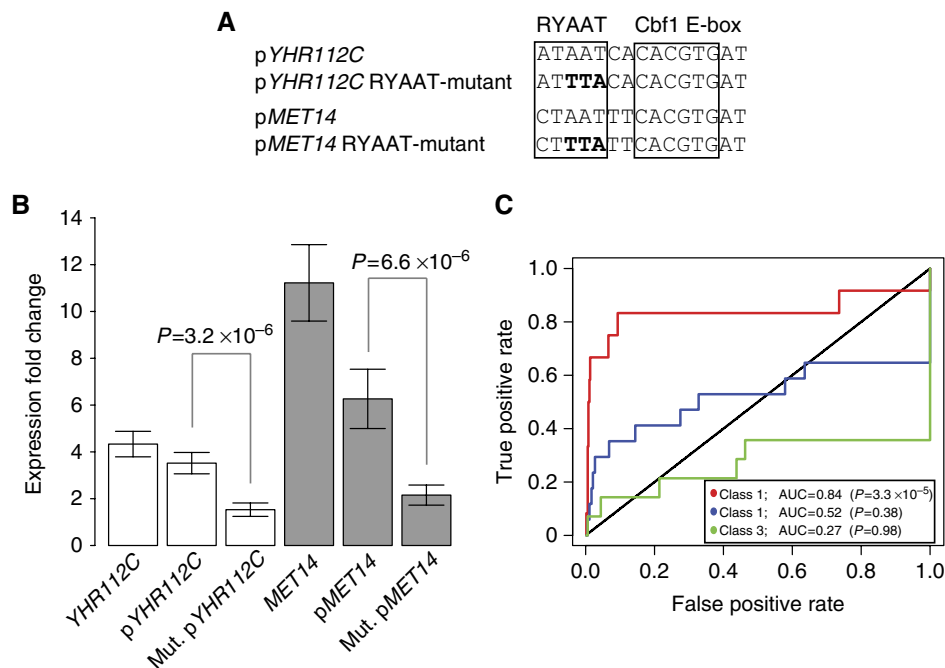 A
RYAAT Cbf1 E-box
pYHR112C ATAATCACACGTGAT
pYHR112C RYAAT-mutant ATTTACACACGTGAT
pMET14 CTAATTTCACGTGAT
pMET14 RYAAT-mutant CTTTATTCACGTGAT
B
Expression fold change
14
12
10
8
6
4
2
0
P=3.2 ×10−6
P=6.6 ×10−6
YHR112C
pYHR112C
Mut. pYHR112C
MET14
pMET14
Mut. pMET14
C
True positive rate
1.0
0.8
0.6
0.4
0.2
0
Class 1; AUC=0.84 (P=3.3 ×10−5)
Class 1; AUC=0.52 (P=0.38)
Class 3; AUC=0.27 (P=0.98)
0.0 0.2 0.4 0.6 0.8 1.0
False positive rate